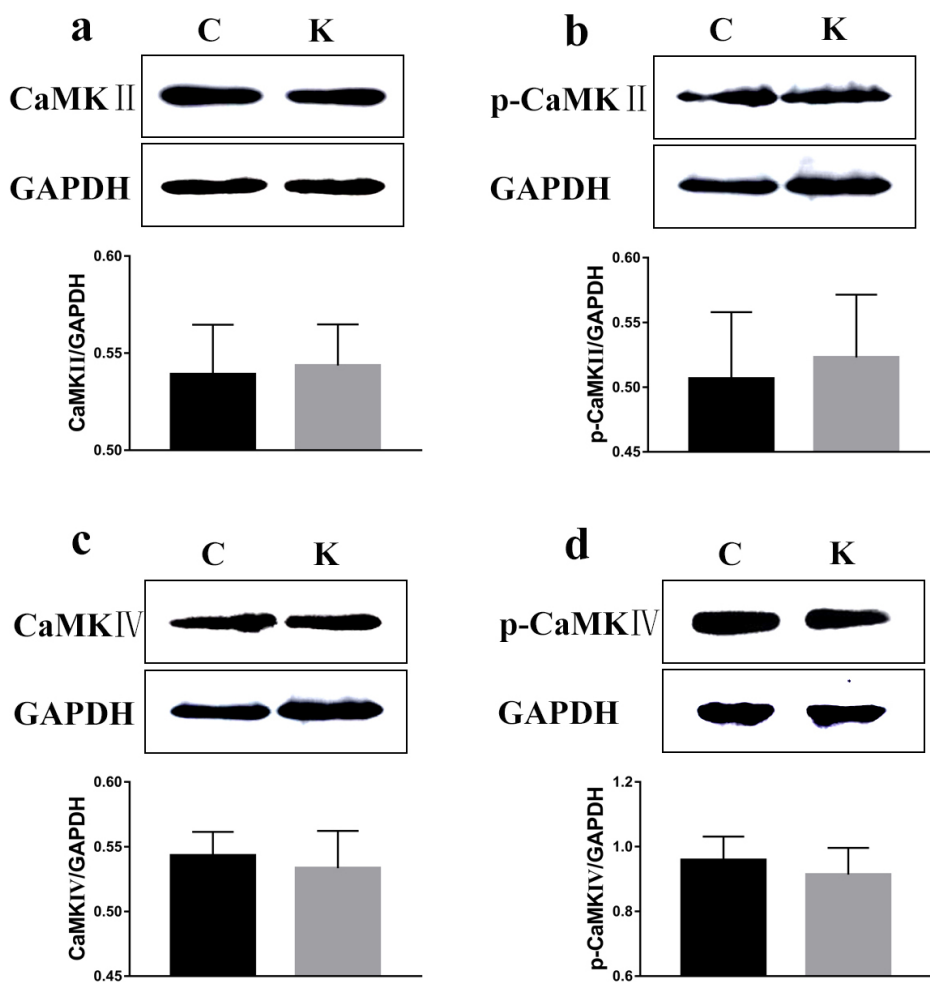 a
C K
CaMKⅡ
GAPDH
CaMKII/GAPDH
0.60
0.55
0.50
b
C K
p-CaMKⅡ
GAPDH
p-CaMKII/GAPDH
0.60
0.55
0.50
0.45
c
C K
CaMKⅣ
GAPDH
CaMKIV/GAPDH
0.60
0.55
0.50
0.45
d
C K
p-CaMKⅣ
GAPDH
p-CaMKIV/GAPDH
1.2
1.0
0.8
0.6